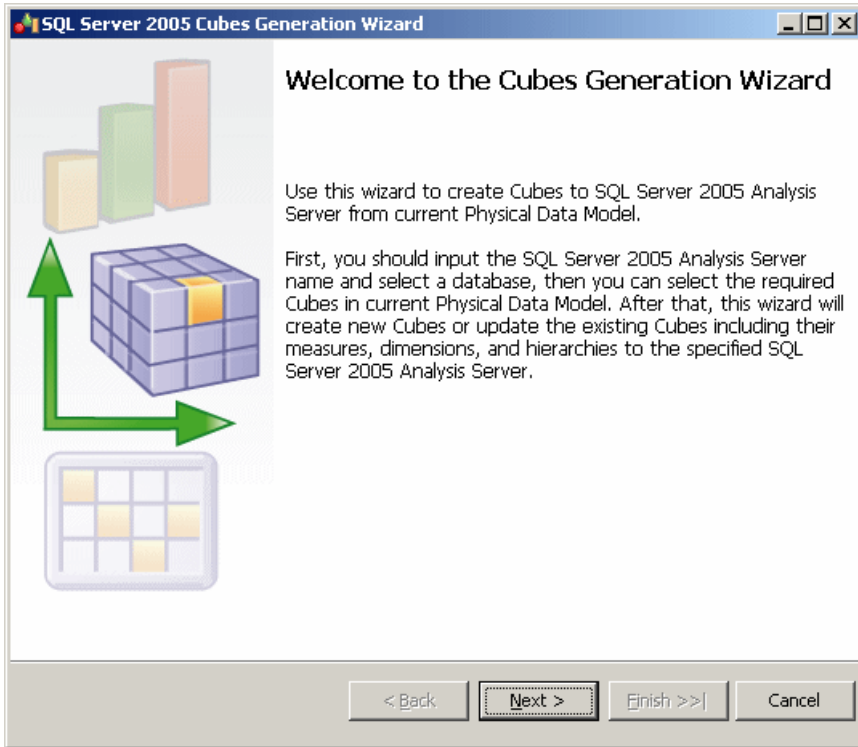 SQL Server 2005 Cubes Generation Wizard
Welcome to the Cubes Generation Wizard
Use this wizard to create Cubes to SQL Server 2005 Analysis
Server from current Physical Data Model.
First, you should input the SQL Server 2005 Analysis Server
name and select a database, then you can select the required
Cubes in current Physical Data Model. After that, this wizard will
create new Cubes or update the existing Cubes including their
measures, dimensions, and hierarchies to the specified SQL
Server 2005 Analysis Server.
< Back
Next >
Finish >>|
Cancel